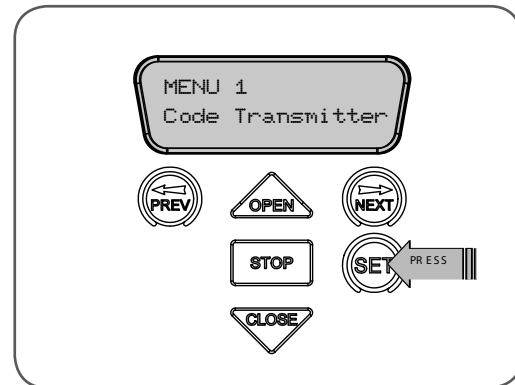 MENU 1
Code Transmitter
PREV
OPEN
NEXT
STOP
SET
PRESS
CLOSE